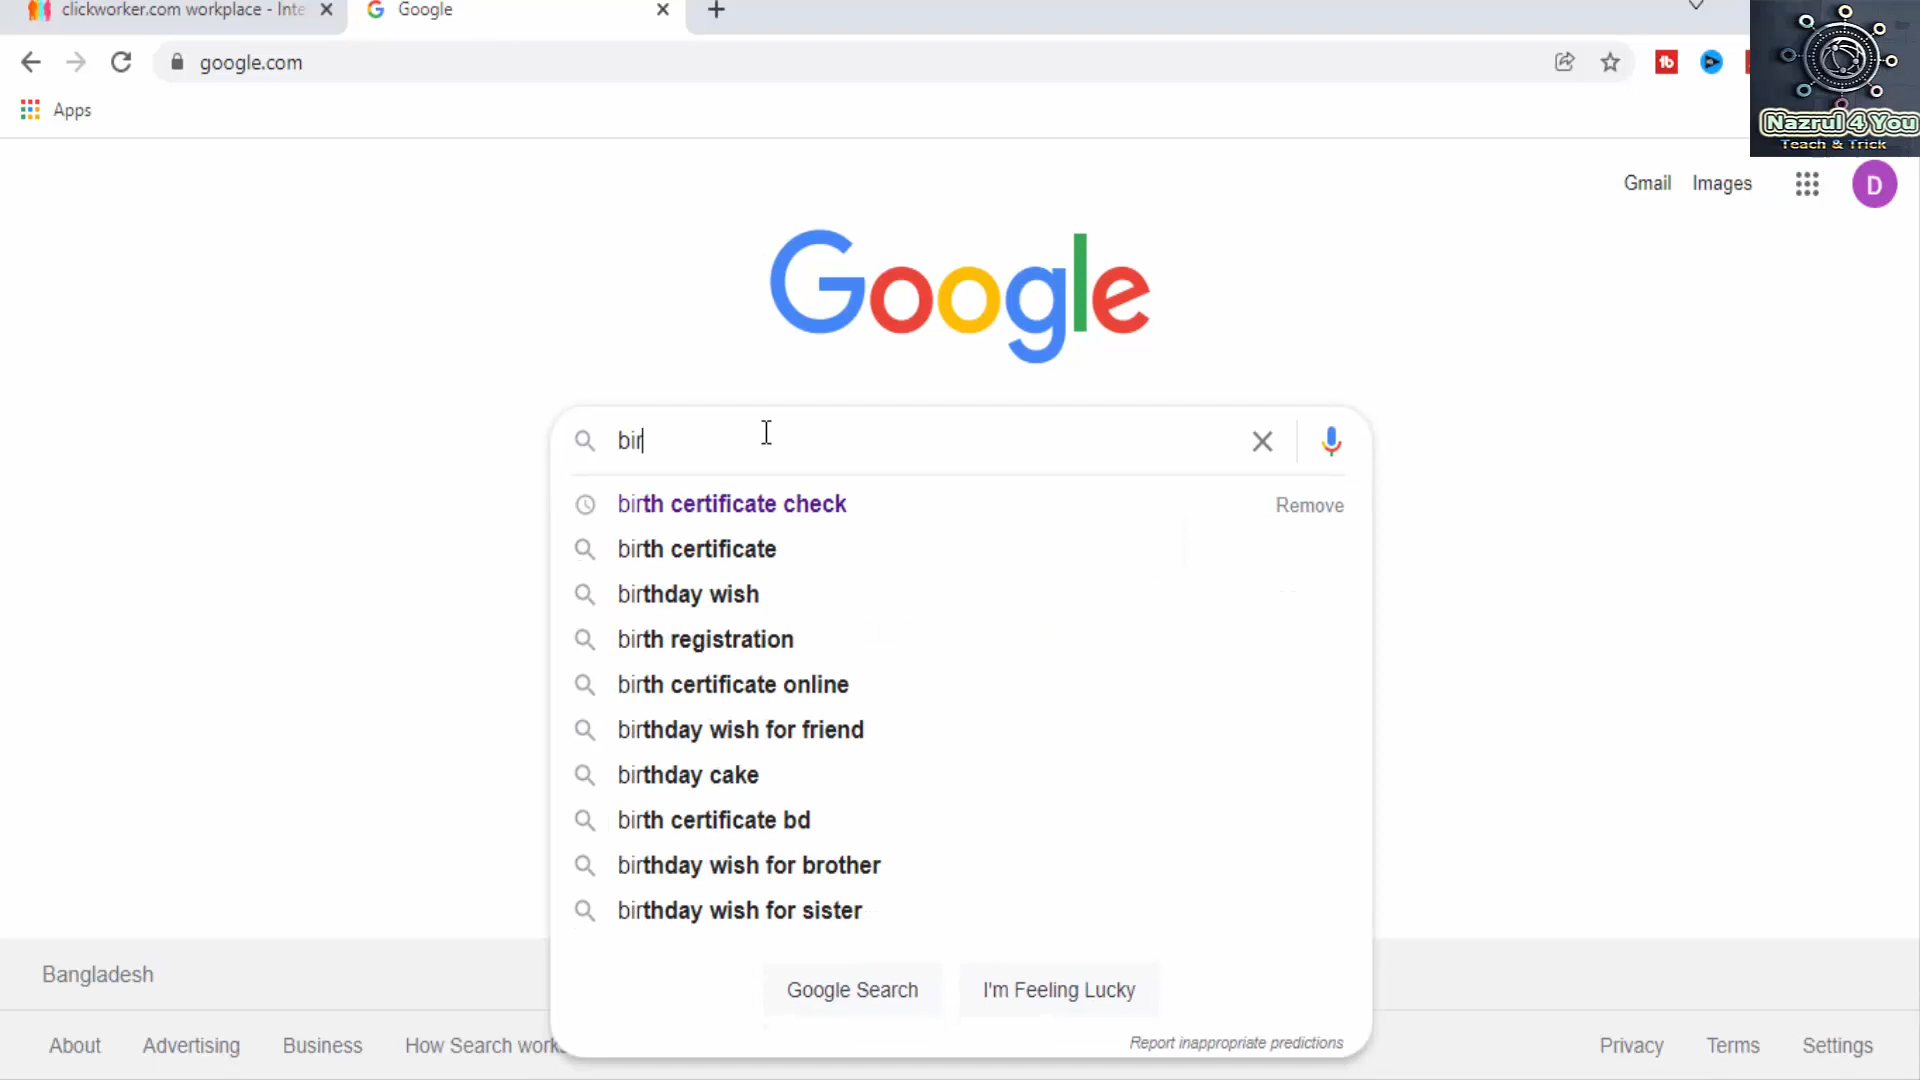 clickworker.com workplace - Inte
Google
google.com
Apps
Nazrul 4 You
Teach & Trick
Gmail
Images
D
Google
bir
birth certificate check
Remove
birth certificate
birthday wish
birth registration
birth certificate online
birthday wish for friend
birthday cake
birth certificate bd
birthday wish for brother
birthday wish for sister
Google Search
I'm Feeling Lucky
Report inappropriate predictions
Bangladesh
About
Advertising
Business
How Search works
Privacy
Terms
Settings